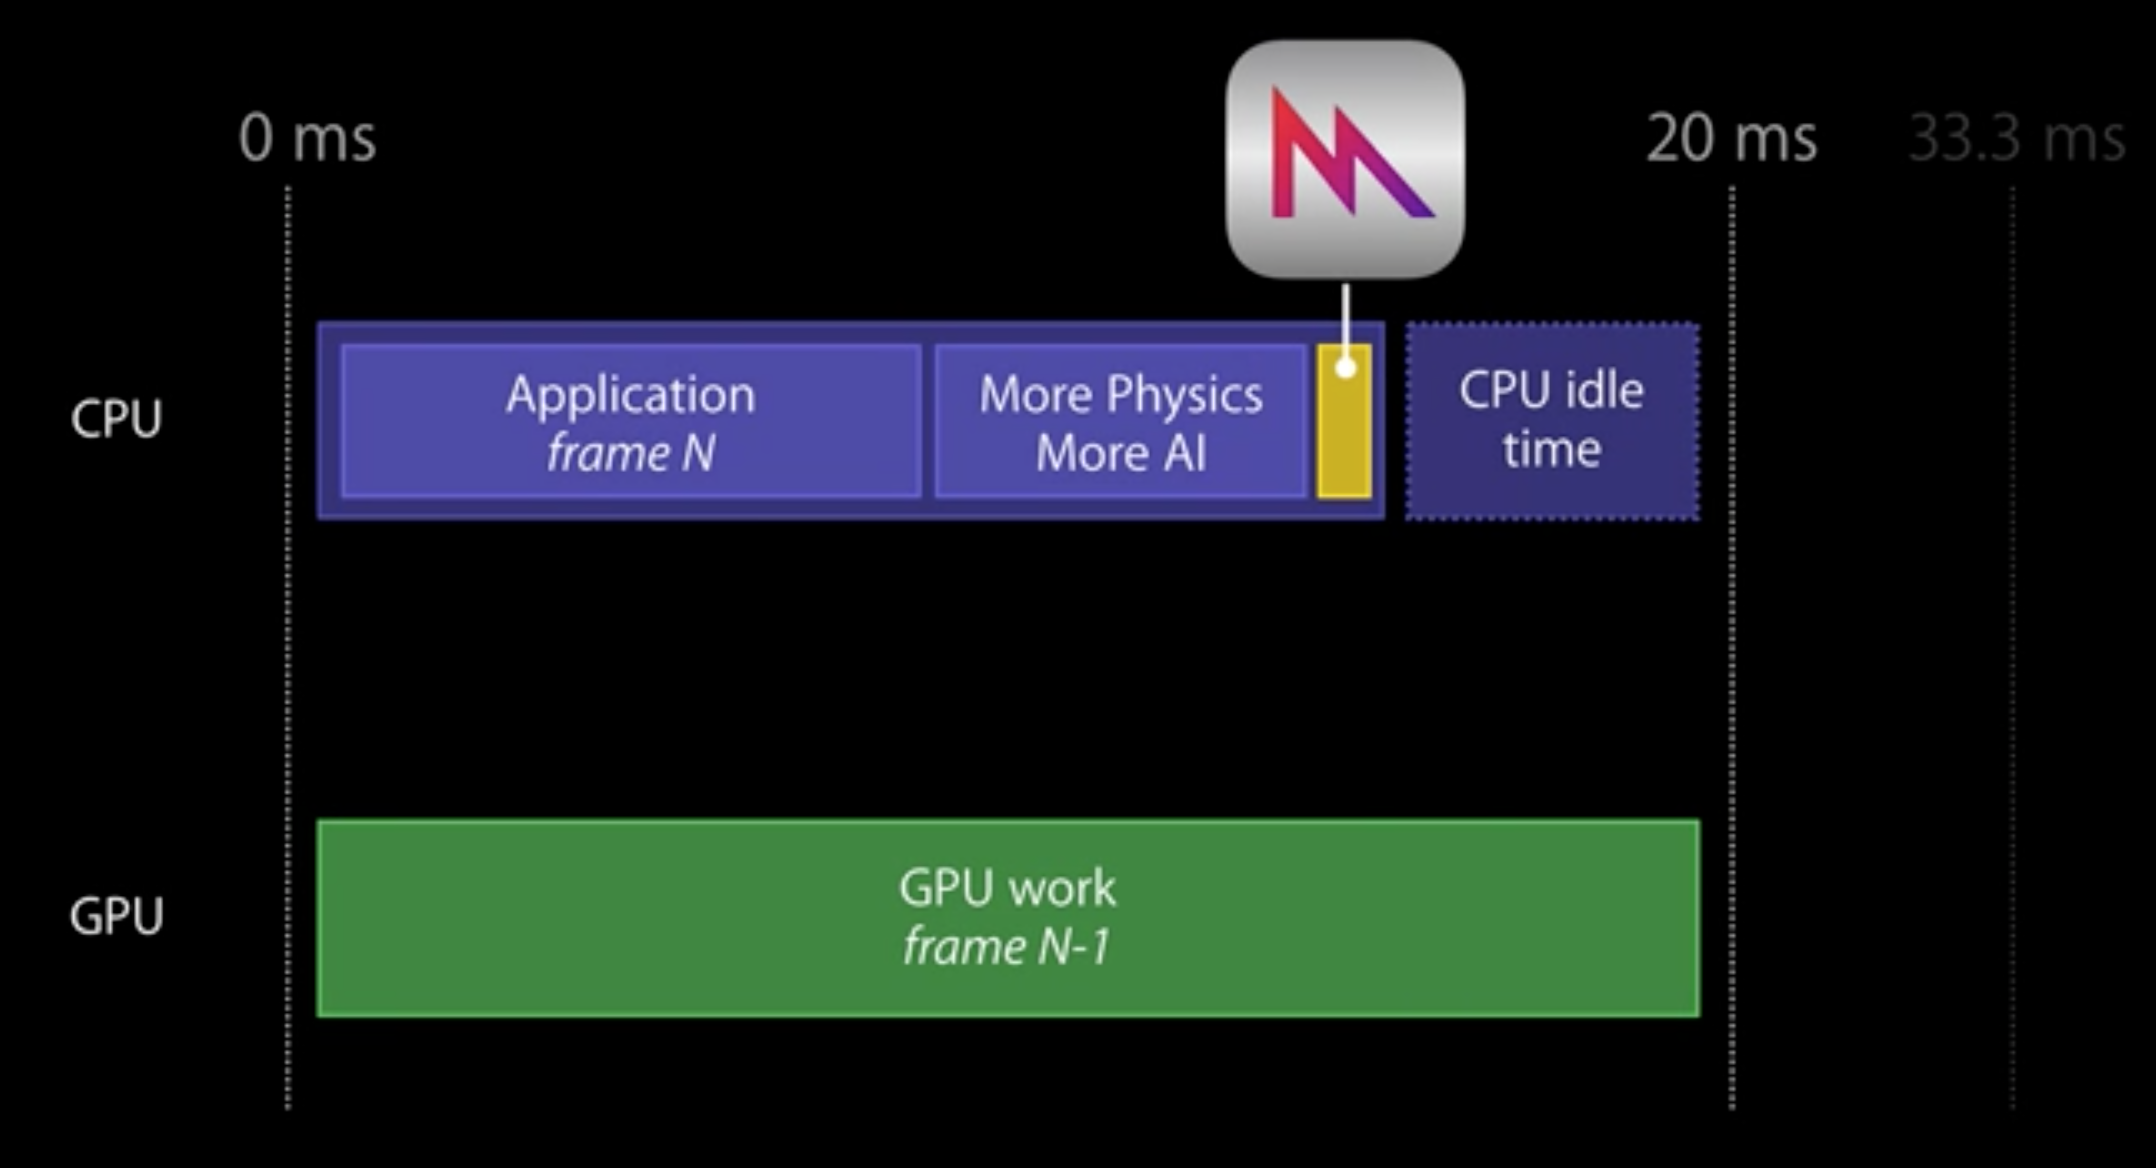 0 ms
20 ms
33.3 ms
CPU
Application
frame N
More Physics
More AI
CPU idle
time
GPU
GPU work
frame N-1